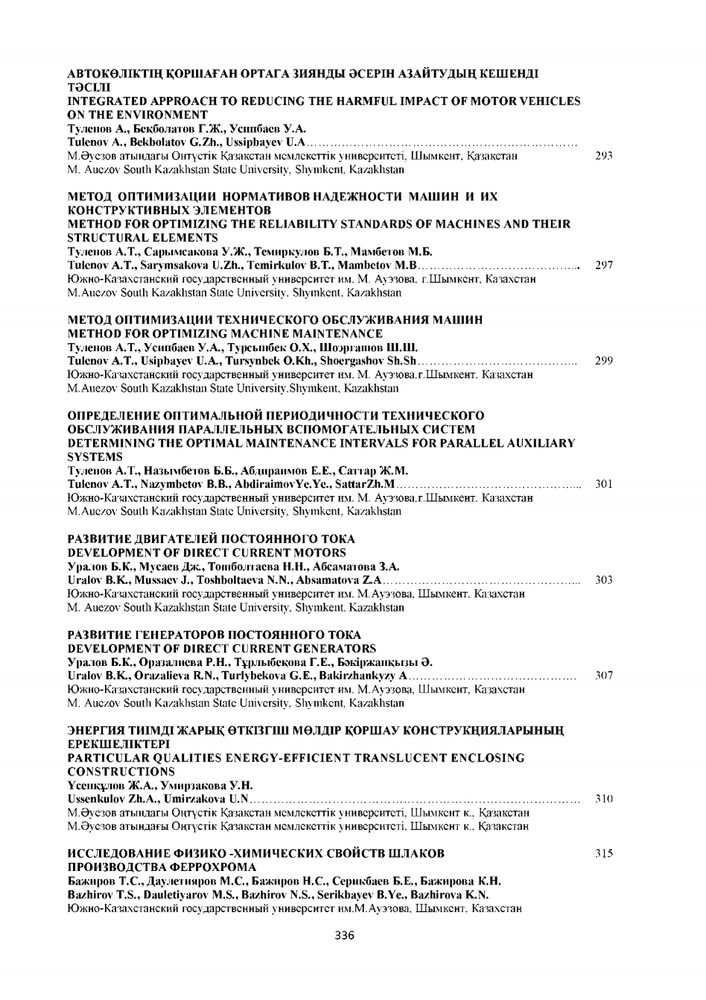 АВТОКӨЛІКТІҢ ҚОРШАҒАН ОРТАГА ЗИЯНДЫ ӘСЕРІН АЗАЙТУДЫҢ КЕШЕНДІ
ТӘСІЛІ
INTEGRATED APPROACH TO REDUCING THE HARMFUL IMPACT OF MOTOR VEHICLES
ON THE ENVIRONMENT
Туленов А., Бекболатов Г.Ж., Усипбаев У.А.
Tulenov A., Bekbolatov G.Zh., Ussipbayev U.A……………………………………………………………
М.Әуезов атындагы Онтүстік Қазақстан мемлекеттік университеті, Шымкент, Қазақстан 293
M. Auezov South Kazakhstan State University, Shymkent, Kazakhstan
МЕТОД ОПТИМИЗАЦИИ НОРМАТИВОВ НАДЕЖНОСТИ МАШИН И ИХ
КОНСТРУКТИВНЫХ ЭЛЕМЕНТОВ
METHOD FOR OPTIMIZING THE RELIABILITY STANDARDS OF MACHINES AND THEIR
STRUCTURAL ELEMENTS
Туленов А.Т., Сарымсакова У.Ж., Темиркулов Б.Т., Мамбетов М.Б.
Tulenov A.T., Sarymsakova U.Zh., Temirkulov B.T., Mambetov M.B………………………………….. 297
Южно-Казахстанский государственный университет им. М. Ауэзова, г.Шымкент, Казахстан
M.Auezov South Kazakhstan State University, Shymkent, Kazakhstan
МЕТОД ОПТИМИЗАЦИИ ТЕХНИЧЕСКОГО ОБСЛУЖИВАНИЯ МАШИН
METHOD FOR OPTIMIZING MACHINE MAINTENANCE
Туленов А.Т., Усипбаев У.А., Турсынбек О.Х., Шоэргашов Ш.Ш.
Tulenov A.T., Usipbayev U.A., Tursynbek O.Kh., Shoergashov Sh.Sh………………………………….. 299
Южно-Казахстанский государственный университет им. М. Ауэзова,г.Шымкент, Казахстан
M.Auezov South Kazakhstan State University,Shymkent, Kazakhstan
ОПРЕДЕЛЕНИЕ ОПТИМАЛЬНОЙ ПЕРИОДИЧНОСТИ ТЕХНИЧЕСКОГО
ОБСЛУЖИВАНИЯ ПАРАЛЛЕЛЬНЫХ ВСПОМОГАТЕЛЬНЫХ СИСТЕМ
DETERMINING THE OPTIMAL MAINTENANCE INTERVALS FOR PARALLEL AUXILIARY
SYSTEMS
Туленов А.Т., Назымбетов Б.Б., Абдираимов Е.Е., Саттар Ж.М.
Tulenov A.T., Nazymbetov B.B., AbdiraimovYe.Ye., SattarZh.M………………………………………... 301
Южно-Казахстанский государственный университет им. М. Ауэзова,г.Шымкент, Казахстан
M.Auezov South Kazakhstan State University, Shymkent, Kazakhstan
РАЗВИТИЕ ДВИГАТЕЛЕЙ ПОСТОЯННОГО ТОКА
DEVELOPMENT OF DIRECT CURRENT MOTORS
Уралов Б.К., Мусаев Дж., Тошболтаева Н.Н., Абсаматова З.А.
Uralov B.K., Mussaev J., Toshboltaeva N.N., Absamatova Z.A…………………………………………... 303
Южно-Казахстанский государственный университет им. М.Ауэзова, Шымкент, Казахстан
M. Auezov South Kazakhstan State University, Shymkent, Kazakhstan
РАЗВИТИЕ ГЕНЕРАТОРОВ ПОСТОЯННОГО ТОКА
DEVELOPMENT OF DIRECT CURRENT GENERATORS
Уралов Б.К., Оразалиева Р.Н., Тұрлыбекова Г.Е., Бәкіржанқызы Ә.
Uralov B.K., Orazalieva R.N., Turlybekova G.E., Bakirzhankyzy A……………………………………. 307
Южно-Казахстанский государственный университет им. М.Ауэзова, Шымкент, Казахстан
M. Auezov South Kazakhstan State University, Shymkent, Kazakhstan
ЭНЕРГИЯ ТИІМДІ ЖАРЫҚ ӨТКІЗГІШ МӨЛДІР ҚОРШАУ КОНСТРУКҢИЯЛАРЫНЫҢ
ЕРЕКШЕЛІКТЕРІ
PARTICULAR QUALITIES ENERGY-EFFICIENT TRANSLUCENT ENCLOSING
CONSTRUCTIONS
Үсенқұлов Ж.А., Умирзакова У.Н.
Ussenkulov Zh.A., Umirzakova U.N………………………………………………………………………… 310
М.Әуезов атындагы Оңтүстік Қазақстан мемлекеттік университеті, Шымкент к., Қазақстан
М.Әуезов атындағы Оңтүстік Қазақстан мемлекеттік университеті, Шымкент к., Қазақстан
ИССЛЕДОВАНИЕ ФИЗИКО -ХИМИЧЕСКИХ СВОЙСТВ ШЛАКОВ 315
ПРОИЗВОДСТВА ФЕРРОХРОМА
Бажиров Т.С., Даулетияров М.С., Бажиров Н.С., Серикбаев Б.Е., Бажирова К.Н.
Bazhirov T.S., Dauletiyarov M.S., Bazhirov N.S., Serikbayev B.Ye., Bazhirova K.N.
Южно-Казахстанский государственный университет им.М.Ауэзова, Шымкент, Казахстан
336